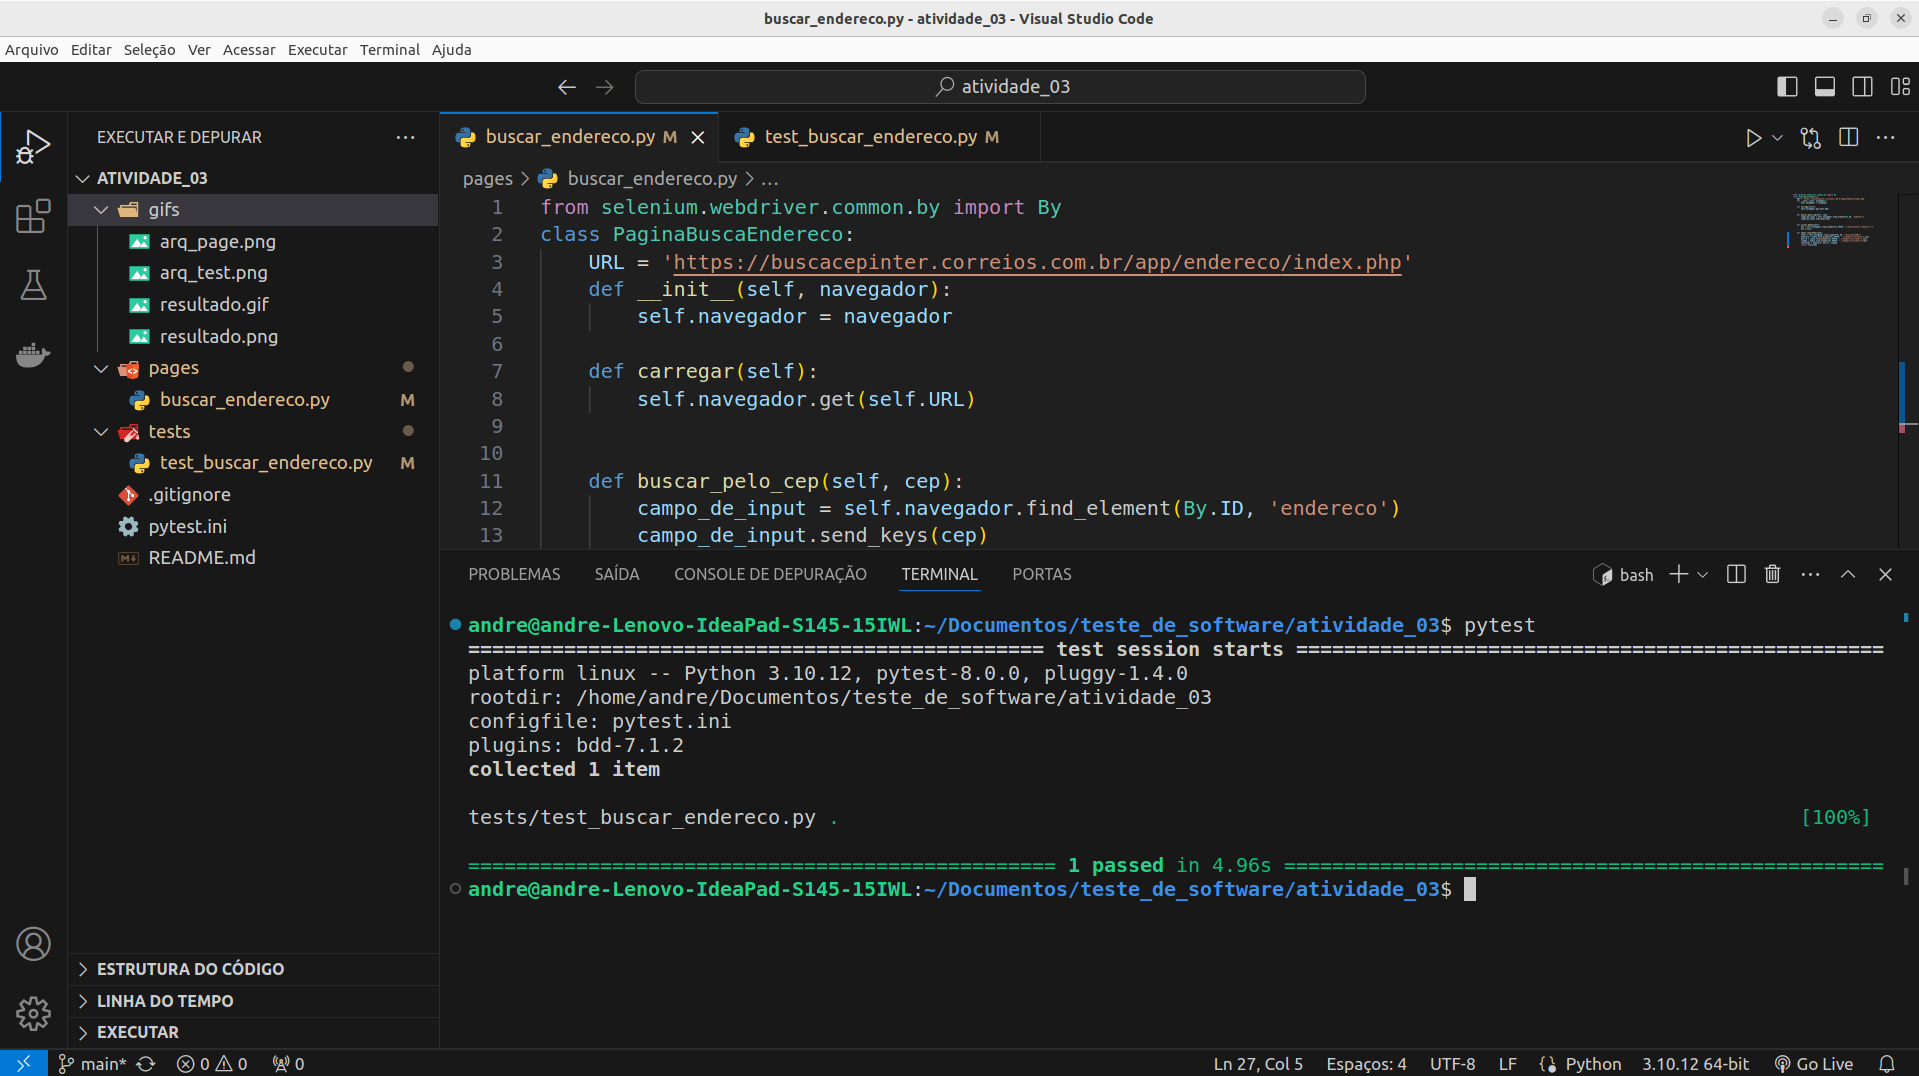 buscar_endereco.py - atividade_03 - Visual Studio Code
Arquivo Editar Seleção Ver Acessar Executar Terminal Ajuda
atividade_03
EXECUTAR E DEPURAR
ATIVIDADE_03
gifs
arq_page.png
arq_test.png
resultado.gif
resultado.png
pages
buscar_endereco.py M
tests
test_buscar_endereco.py M
.gitignore
pytest.ini
README.md
ESTRUTURA DO CÓDIGO
LINHA DO TEMPO
EXECUTAR
buscar_endereco.py M
test_buscar_endereco.py M
pages > buscar_endereco.py > ...
1 from selenium.webdriver.common.by import By
2 class PaginaBuscaEndereco:
3 URL = 'https://buscacepinter.correios.com.br/app/endereco/index.php'
4 def __init__(self, navegador):
5 self.navegador = navegador
6
7 def carregar(self):
8 self.navegador.get(self.URL)
9
10
11 def buscar_pelo_cep(self, cep):
12 campo_de_input = self.navegador.find_element(By.ID, 'endereco')
13 campo_de_input.send_keys(cep)
PROBLEMAS SAÍDA CONSOLE DE DEPURAÇÃO TERMINAL PORTAS
bash
andre@andre-Lenovo-IdeaPad-S145-15IWL:~/Documentos/teste_de_software/atividade_03$ pytest
================================================ test session starts =================================================
platform linux -- Python 3.10.12, pytest-8.0.0, pluggy-1.4.0
rootdir: /home/andre/Documentos/teste_de_software/atividade_03
configfile: pytest.ini
plugins: bdd-7.1.2
collected 1 item
tests/test_buscar_endereco.py . [100%]
================================================= 1 passed in 4.96s ==================================================
andre@andre-Lenovo-IdeaPad-S145-15IWL:~/Documentos/teste_de_software/atividade_03$
main* 0 0 0
Ln 27, Col 5 Espaços: 4 UTF-8 LF Python 3.10.12 64-bit Go Live